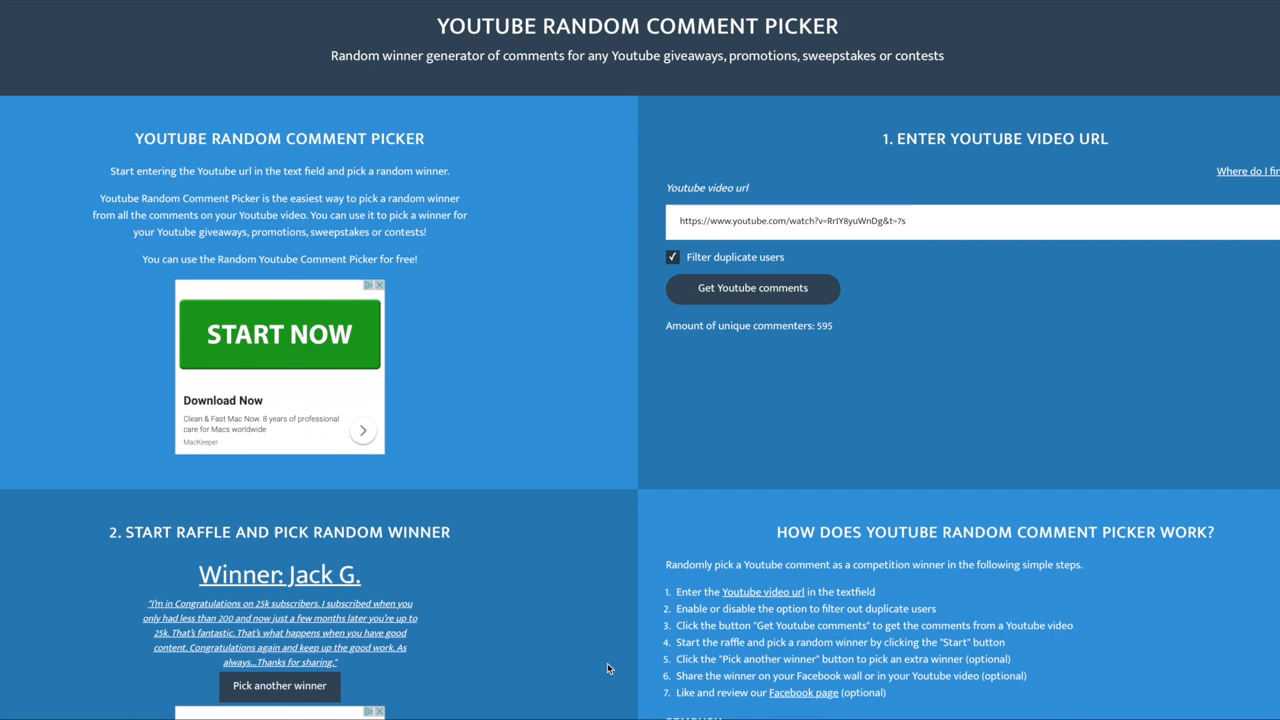 YOUTUBE RANDOM COMMENT PICKER
Random winner generator of comments for any Youtube giveaways, promotions, sweepstakes or contests
YOUTUBE RANDOM COMMENT PICKER
Start entering the Youtube url in the text field and pick a random winner.
Youtube Random Comment Picker is the easiest way to pick a random winner
from all the comments on your Youtube video. You can use it to pick a winner for
your Youtube giveaways, promotions, sweepstakes or contests!
You can use the Random Youtube Comment Picker for free!
START NOW
Download Now
Clean & Fast Mac Now. 8 years of professional
care for Macs worldwide
MacKeeper
1. ENTER YOUTUBE VIDEO URL
Where do I fin
Youtube video url
https://www.youtube.com/watch?v=RrIY8yuWnDg&t=7s
Filter duplicate users
Get Youtube comments
Amount of unique commenters: 595
2. START RAFFLE AND PICK RANDOM WINNER
Winner: Jack G.
"I'm in Congratulations on 25k subscribers. I subscribed when you
only had less than 200 and now just a few months later you're up to
25k. That's fantastic. That's what happens when you have good
content. Congratulations again and keep up the good work. As
always...Thanks for sharing."
Pick another winner
HOW DOES YOUTUBE RANDOM COMMENT PICKER WORK?
Randomly pick a Youtube comment as a competition winner in the following simple steps.
1. Enter the Youtube video url in the textfield
2. Enable or disable the option to filter out duplicate users
3. Click the button "Get Youtube comments" to get the comments from a Youtube video
4. Start the raffle and pick a random winner by clicking the "Start" button
5. Click the "Pick another winner" button to pick an extra winner (optional)
6. Share the winner on your Facebook wall or in your Youtube video (optional)
7. Like and review our Facebook page (optional)